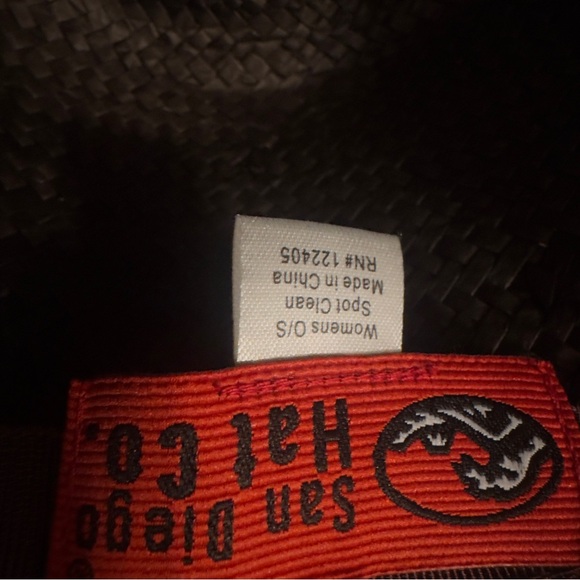 San Diego
Hat Co.
®
Womens O/S
Spot Clean
Made in China
RN# 122405